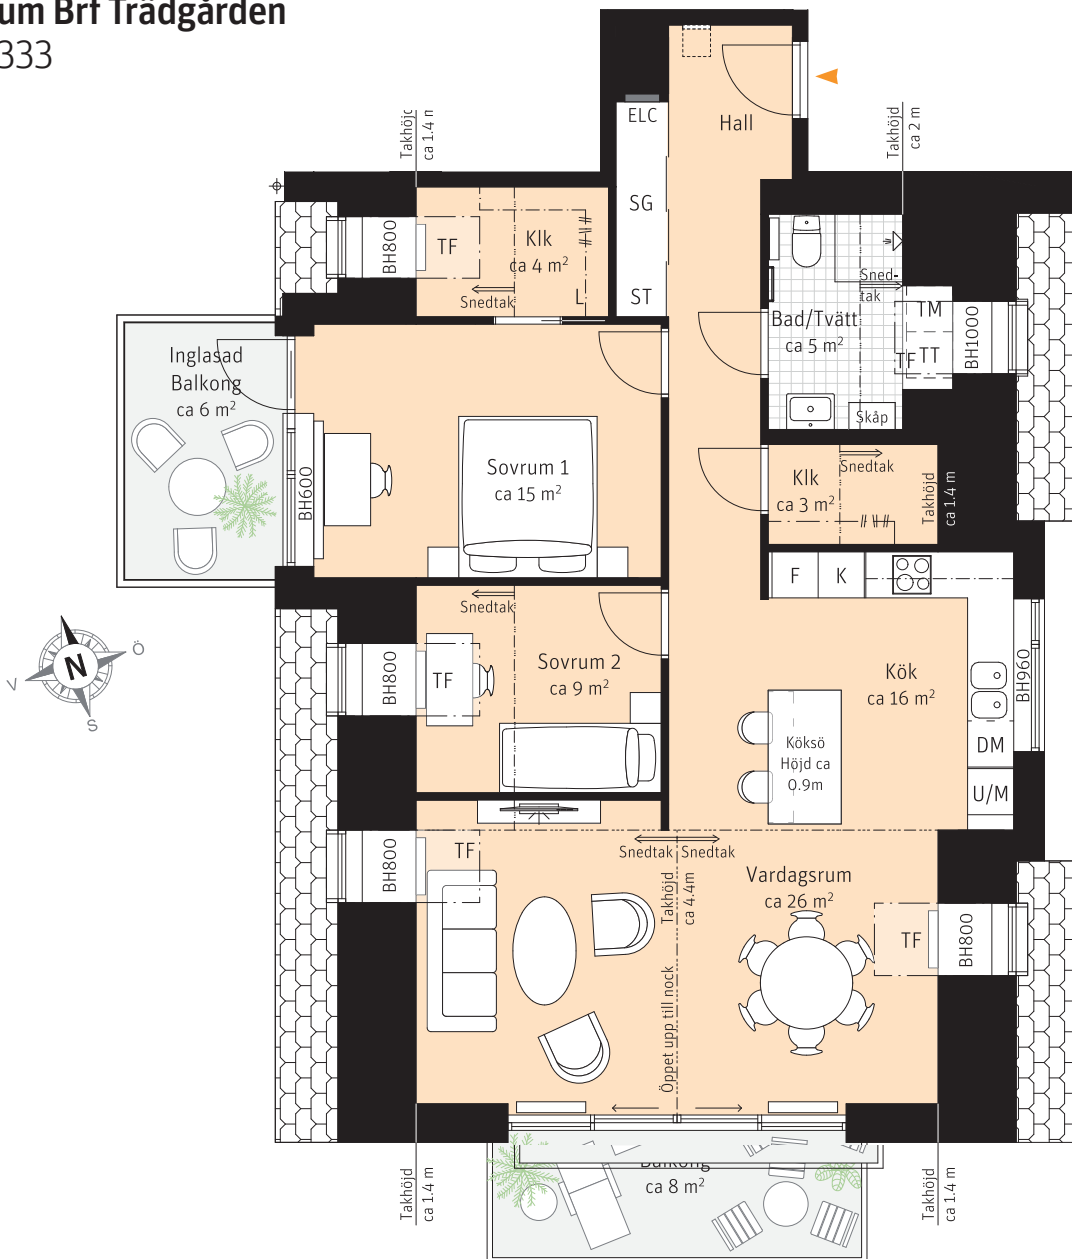 um Brf Trädgården
333
Takhöjd
ca 2 m
ELC
Hall
SG
ST
Klk
ca 4 m²
BH800
TF
Snedtak
L
Sned-
tak
Bad/Tvätt
ca 5 m²
TM
TT
TF
BH1000
Skåp
Inglasad
Balkong
ca 6 m²
BH600
Sovrum 1
ca 15 m²
Klk
ca 3 m²
Snedtak
Takhöjd
ca 1.4 m
F
K
Snedtak
Sovrum 2
ca 9 m²
BH800
TF
N
Ö
V
S
Kök
ca 16 m²
BH960
Köksö
Höjd ca
0.9m
DM
U/M
BH800
TF
Snedtak
Snedtak
Takhöjd
ca 4.4m
Vardagsrum
ca 26 m²
TF
BH800
Öppet upp till nock
Balkong
ca 8 m²
Takhöjd
ca 1.4 m
Takhöjd
ca 1.4 m